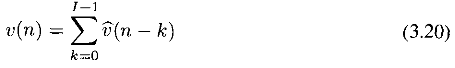 v(n) = \sum_{k=0}^{I-1} \widehat{v}(n - k) (3.20)